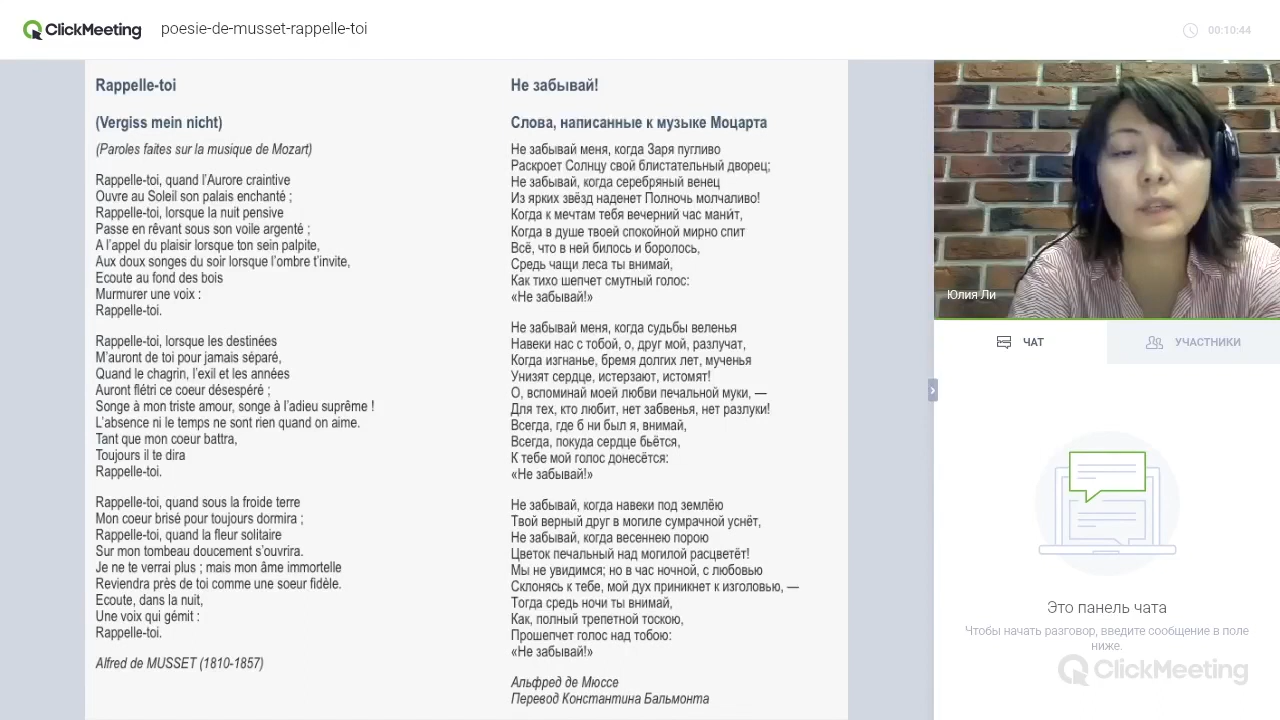 ClickMeeting
poesie-de-musset-rappelle-toi
00:10:44
Rappelle-toi
(Vergiss mein nicht)
(Paroles faites sur la musique de Mozart)
Rappelle-toi, quand l’Aurore craintive
Ouvre au Soleil son palais enchanté ;
Rappelle-toi, lorsque la nuit pensive
Passe en rêvant sous son voile argenté ;
A l’appel du plaisir lorsque ton sein palpite,
Aux doux songes du soir lorsque l’ombre t’invite,
Ecoute au fond des bois
Murmurer une voix :
Rappelle-toi.
Rappelle-toi, lorsque les destinées
M’auront de toi pour jamais séparé,
Quand le chagrin, l’exil et les années
Auront flétri ce coeur désespéré ;
Songe à mon triste amour, songe à l’adieu suprême !
L’absence ni le temps ne sont rien quand on aime.
Tant que mon coeur battra,
Toujours il te dira
Rappelle-toi.
Rappelle-toi, quand sous la froide terre
Mon coeur brisé pour toujours dormira ;
Rappelle-toi, quand la fleur solitaire
Sur mon tombeau doucement s’ouvrira.
Je ne te verrai plus ; mais mon âme immortelle
Reviendra près de toi comme une soeur fidèle.
Ecoute, dans la nuit,
Une voix qui gémit :
Rappelle-toi.
Alfred de MUSSET (1810-1857)
Не забывай!
Слова, написанные к музыке Моцарта
Не забывай меня, когда Заря пугливо
Раскроет Солнцу свой блистательный дворец;
Не забывай, когда серебряный венец
Из ярких звёзд наденет Полночь молчаливо!
Когда к мечтам тебя вечерний час мани́т,
Когда в душе твоей спокойной мирно спит
Всё, что в ней билось и боролось,
Средь чащи леса ты внимай,
Как тихо шепчет смутный голос:
«Не забывай!»
Не забывай меня, когда судьбы веленья
Навеки нас с тобой, о, друг мой, разлучат,
Когда изгнанье, бремя долгих лет, мученья
Унизят сердце, истерзают, истомят!
О, вспоминай моей любви печальной муки, —
Для тех, кто любит, нет забвенья, нет разлуки!
Всегда, где б ни был я, внимай,
Всегда, покуда сердце бьётся,
К тебе мой голос донесётся:
«Не забывай!»
Не забывай, когда навеки под землёю
Твой верный друг в могиле сумрачной уснёт,
Не забывай, когда весеннею порою
Цветок печальный над могилой расцветёт!
Мы не увидимся; но в час ночной, с любовью
Склонясь к тебе, мой дух приникнет к изголовью, —
Тогда средь ночи ты внимай,
Как, полный трепетной тоскою,
Прошепчет голос над тобою:
«Не забывай!»
Альфред де Мюссе
Перевод Константина Бальмонта
Юлия Ли
ЧАТ
УЧАСТНИКИ
Это панель чата
Чтобы начать разговор, введите сообщение в поле
ниже.
ClickMeeting